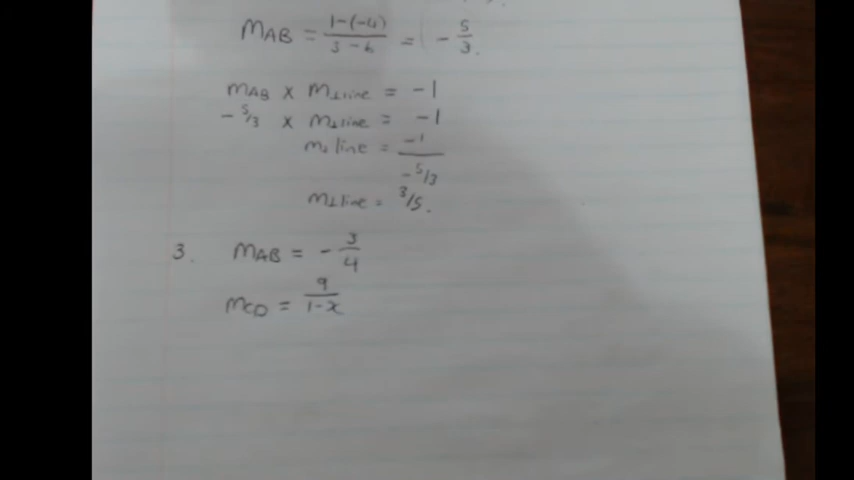 mAB = 1-(-4)/3-6 = -5/3.
mAB x m⊥line = -1
-5/3 x m⊥line = -1
m⊥line = -1/-5/3
m⊥line = 3/5.
3. mAB = -3/4
mCD = 9/1-x